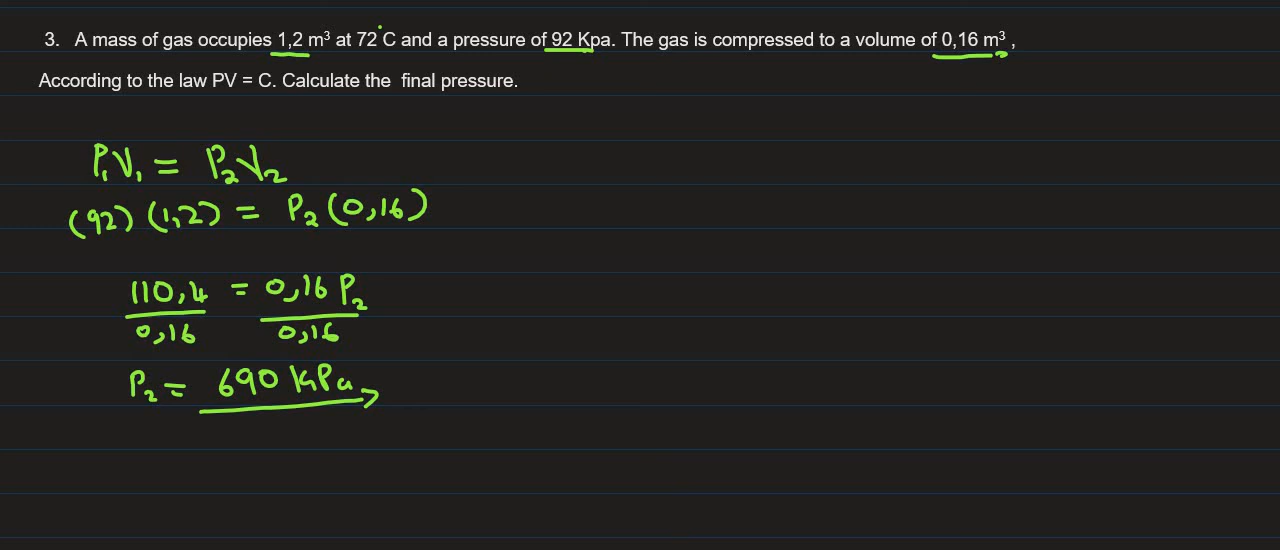 3. A mass of gas occupies 1,2 m³ at 72°C and a pressure of 92 Kpa. The gas is compressed to a volume of 0,16 m³ ,
According to the law PV = C. Calculate the final pressure.
P₁V₁ = P₂V₂
(92) (1,2) = P₂ (0,16)
110,4 = 0,16 P₂
0,16 0,16
P₂ = 690 kPa